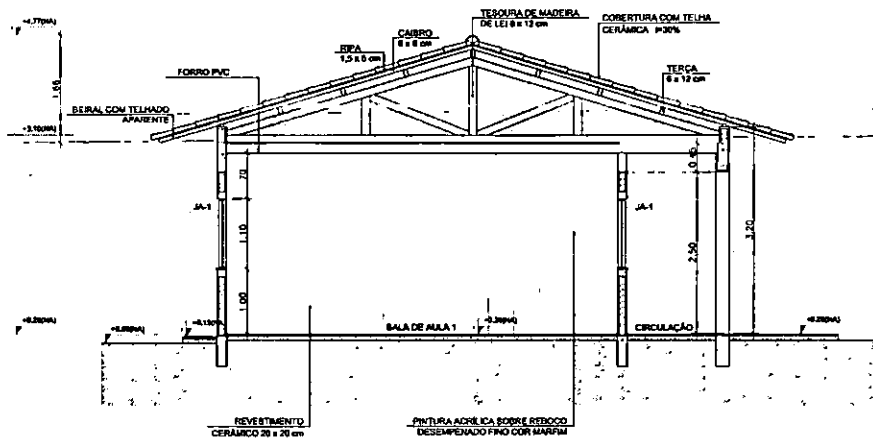 TESOURA DE MADEIRA
DE LEI 6 x 12 cm
COBERTURA COM TELHA
CERÂMICA i=30%
CAIBRO
6 x 6 cm
RIPA
1,5 x 5 cm
FORRO PVC
TERÇA
6 x 12 cm
BEIRAL COM TELHADO
APARENTE
JA-1
JA-1
70
1.10
1.00
0.45
2.50
3.20
SALA DE AULA 1
CIRCULAÇÃO
REVESTIMENTO
CERÂMICO 20 x 20 cm
PINTURA ACRÍLICA SOBRE REBOCO
DESEMPENADO FINO COR MARFIM